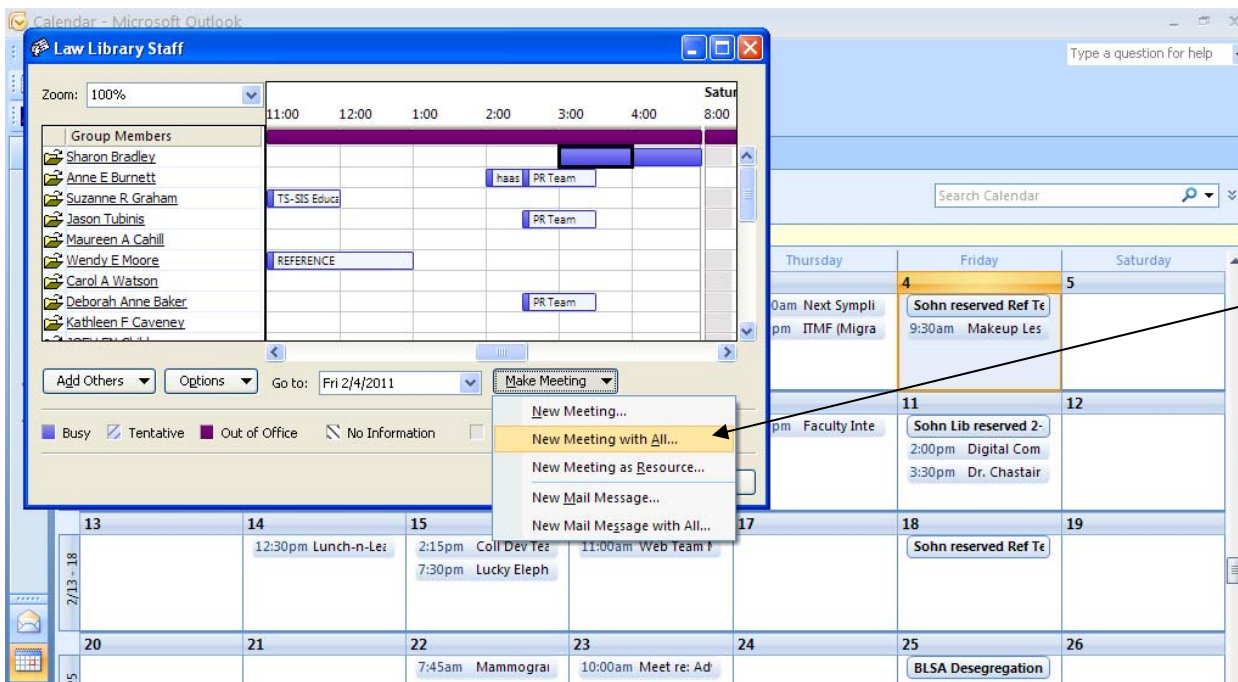 Calendar - Microsoft Outlook
Law Library Staff
Type a question for help
Zoom: 100%
Satur
11:00 12:00 1:00 2:00 3:00 4:00 8:00
Group Members
Sharon Bradley
Anne E Burnett haas PR Team
Suzanne R Graham TS-SIS Educa
Jason Tubinis PR Team
Maureen A Cahill
Wendy E Moore REFERENCE
Carol A Watson
Deborah Anne Baker PR Team
Kathleen F Caveney
Search Calendar
Thursday Friday Saturday
4 5
0am Next Sympli Sohn reserved Ref Te
pm ITMF (Migra 9:30am Makeup Les
Add Others Options Go to: Fri 2/4/2011 Make Meeting
New Meeting...
New Meeting with All...
New Meeting as Resource...
New Mail Message...
New Mail Message with All...
Busy Tentative Out of Office No Information
11 12
pm Faculty Inte Sohn Lib reserved 2-
2:00pm Digital Com
3:30pm Dr. Chastair
13 14 15 17 18 19
2/13 - 18
12:30pm Lunch-n-Lea 2:15pm Coll Dev Tea 11:00am Web Team M Sohn reserved Ref Te
7:30pm Lucky Eleph
20 21 22 23 24 25 26
7:45am Mammogra 10:00am Meet re: Ad BLSA Desegregation